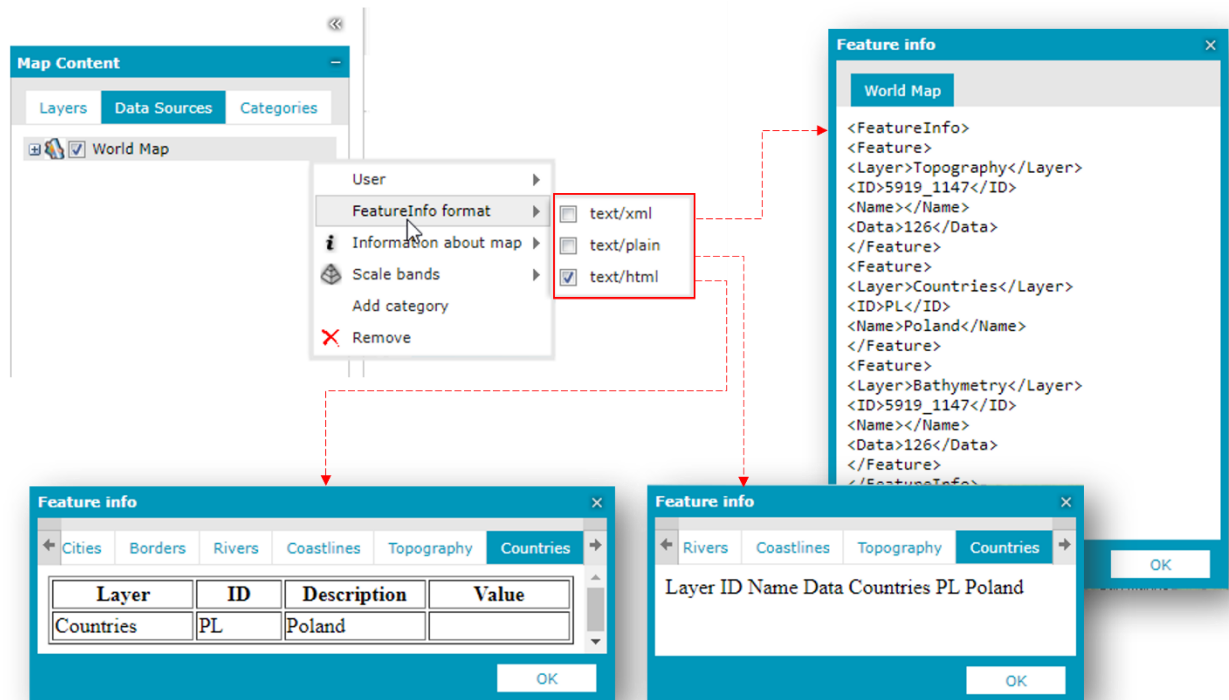 Map Content
Layers Data Sources Categories
World Map
User
FeatureInfo format
Information about map
Scale bands
Add category
Remove
text/xml
text/plain
text/html
Feature info
World Map
<FeatureInfo>
<Feature>
<Layer>Topography</Layer>
<ID>5919_1147</ID>
<Name></Name>
<Data>126</Data>
</Feature>
<Feature>
<Layer>Countries</Layer>
<ID>PL</ID>
<Name>Poland</Name>
</Feature>
<Feature>
<Layer>Bathymetry</Layer>
<ID>5919_1147</ID>
<Name></Name>
<Data>126</Data>
</Feature>
</FeatureInfo>
OK
Feature info
Cities Borders Rivers Coastlines Topography Countries
Layer ID Description Value
Countries PL Poland
OK
Feature info
Rivers Coastlines Topography Countries
Layer ID Name Data Countries PL Poland
OK